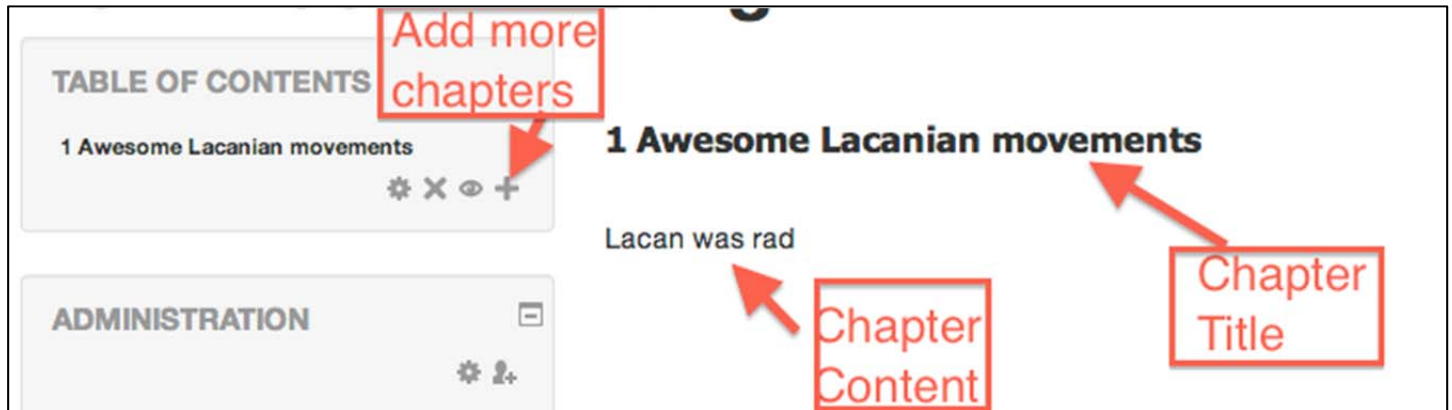 Add more
chapters
TABLE OF CONTENTS
1 Awesome Lacanian movements
1 Awesome Lacanian movements
Lacan was rad
Chapter
Title
Chapter
Content
ADMINISTRATION